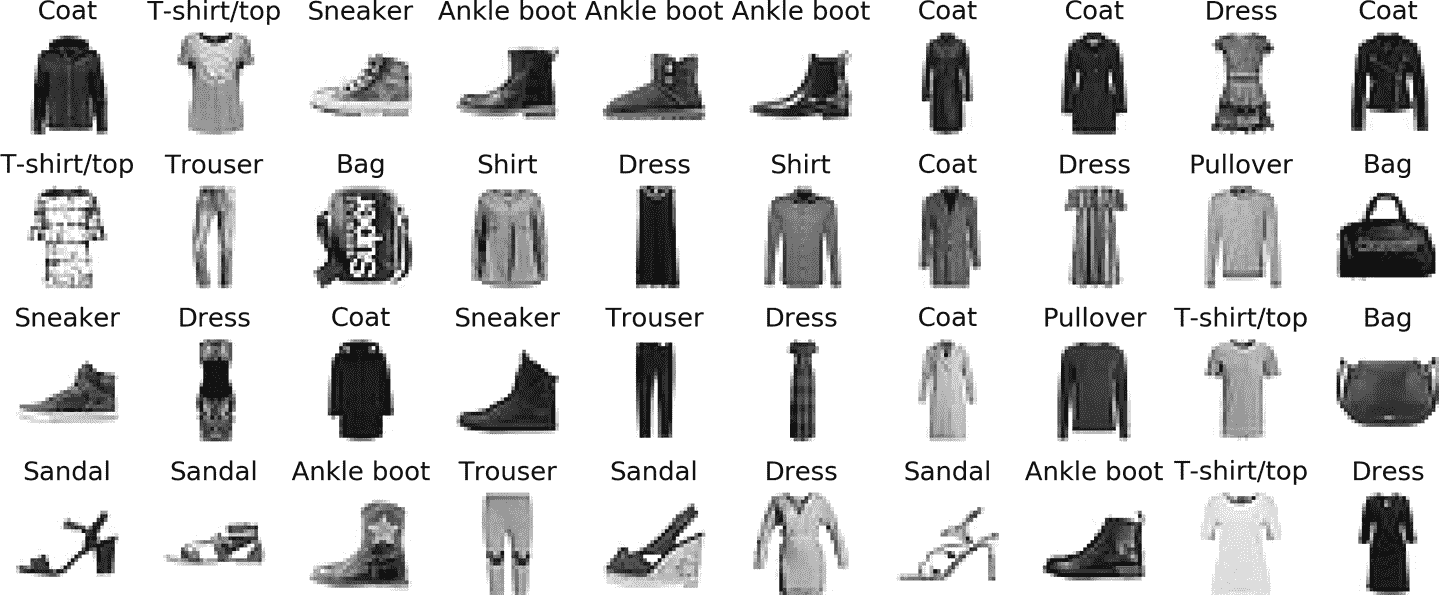 Coat T-shirt/top Sneaker Ankle boot Ankle boot Ankle boot Coat Coat Dress Coat
T-shirt/top Trouser Bag Shirt Dress Shirt Coat Dress Pullover Bag
Super
Sneaker Dress Coat Sneaker Trouser Dress Coat Pullover T-shirt/top Bag
Sandal Sandal Ankle boot Trouser Sandal Dress Sandal Ankle boot T-shirt/top Dress